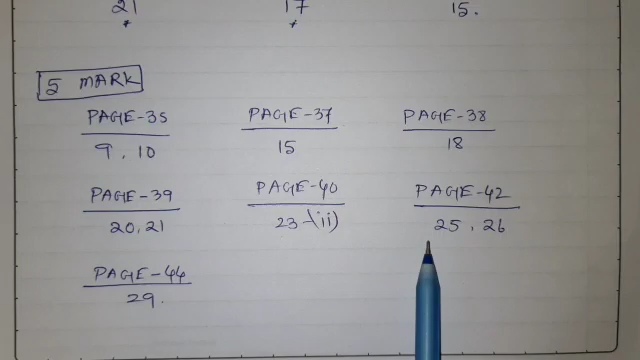 21 17 15.
* *
5 MARK
PAGE-35 PAGE-37 PAGE-38
9, 10 15 18
PAGE-39 PAGE-40 PAGE-42
20,21 23-\ii) 25, 26
PAGE-44
29.